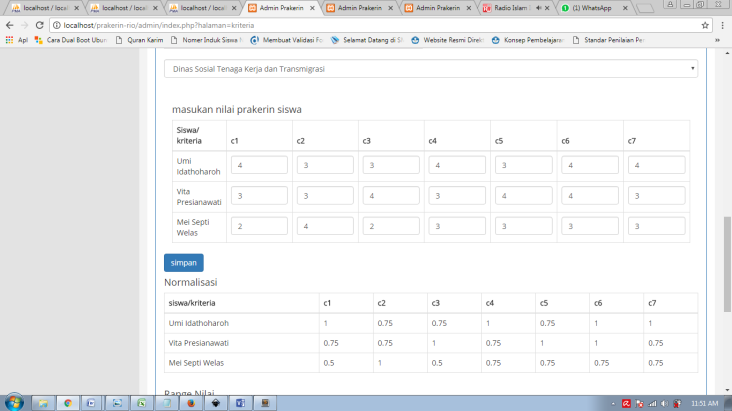 localhost / local
localhost / local
localhost / local
Admin Prakerin
Admin Prakerin
Admin Prakerin
Admin Prakerin
Radio Islam
(1) WhatsApp
localhost/prakerin-rio/admin/index.php?halaman=kriteria
Apl
Cara Dual Boot Ubun
Quran Karim
Nomer Induk Siswa
Membuat Validasi Fo
Selamat Datang di Si
Website Resmi Direk
Konsep Pembelajara
Standar Penilaian Pe
»
Dinas Sosial Tenaga Kerja dan Transmigrasi
masukan nilai prakerin siswa
Siswa/
kriteria c1 c2 c3 c4 c5 c6 c7
Umi
Idathoharoh 4 3 3 4 3 4 4
Vita
Presianawati 3 3 4 3 4 4 3
Mei Septi
Welas 2 4 2 3 3 3 3
simpan
Normalisasi
siswa/kriteria c1 c2 c3 c4 c5 c6 c7
Umi Idathoharoh 1 0.75 0.75 1 0.75 1 1
Vita Presianawati 0.75 0.75 1 0.75 1 1 0.75
Mei Septi Welas 0.5 1 0.5 0.75 0.75 0.75 0.75
Range Nilai
11:51 AM